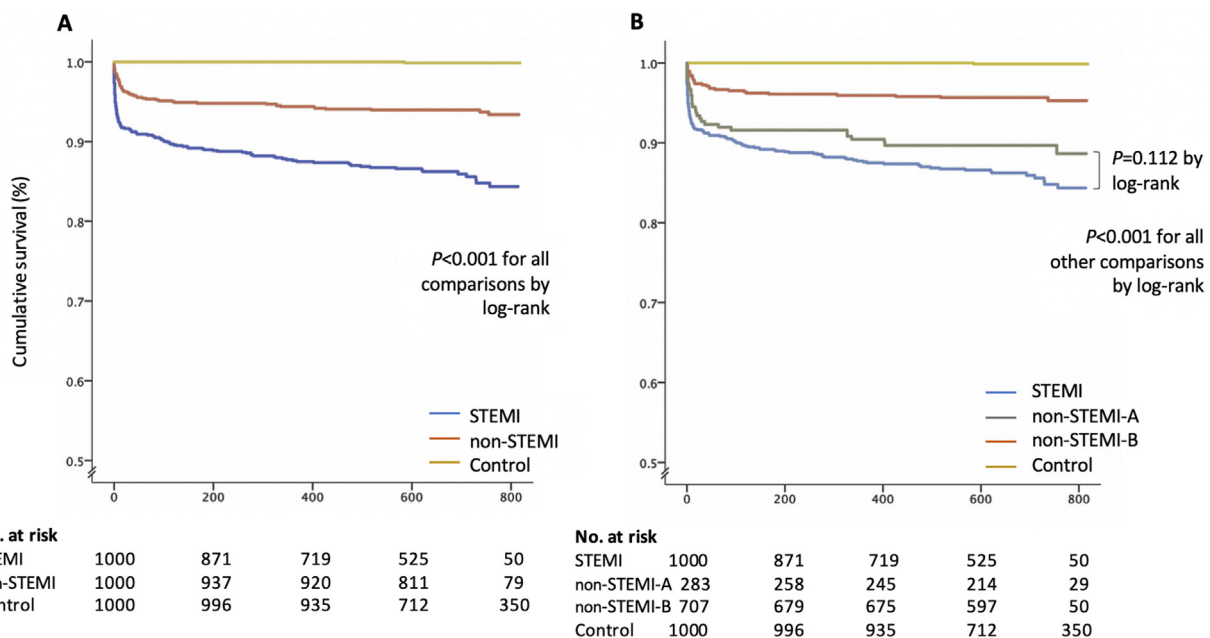 A
B
1.0
0.9
0.8
0.7
0.6
0.5
Cumulative survival (%)
P<0.001 for all
comparisons by
log-rank
STEMI
non-STEMI
Control
0 200 400 600 800
1.0
0.9
0.8
0.7
0.6
0.5
P=0.112 by
log-rank
P<0.001 for all
other comparisons
by log-rank
STEMI
non-STEMI-A
non-STEMI-B
Control
0 200 400 600 800
. at risk
EMI 1000 871 719 525 50
-STEMI 1000 937 920 811 79
ntrol 1000 996 935 712 350
No. at risk
STEMI 1000 871 719 525 50
non-STEMI-A 283 258 245 214 29
non-STEMI-B 707 679 675 597 50
Control 1000 996 935 712 350